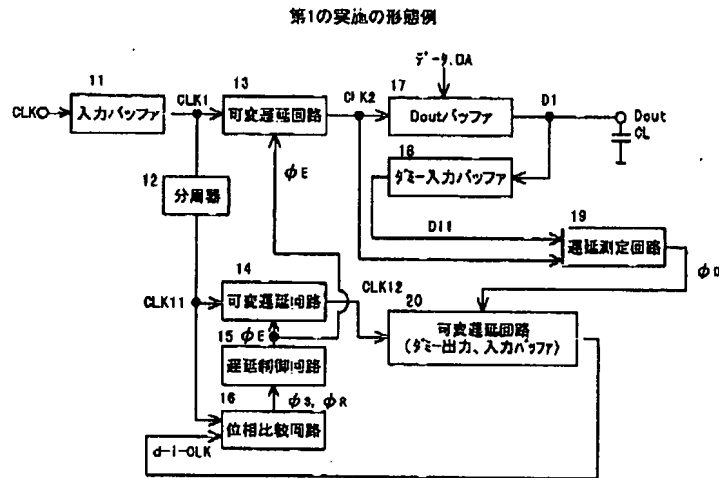 第1の実施の形態例
データ.DA
11
13
17
CLK
入力バッファ
CLK1
可変遅延回路
CLK2
Doutバッファ
D1
Dout
CL
18
ダミー入力バッファ
12
分周器
φE
DI1
19
遅延測定回路
φD
14
CLK11
可変遅延回路
CLK12
20
可変遅延回路
(ダミー出力、入力バッファ)
15
φE
遅延制御回路
16
φS, φR
位相比較回路
d-i-CLK